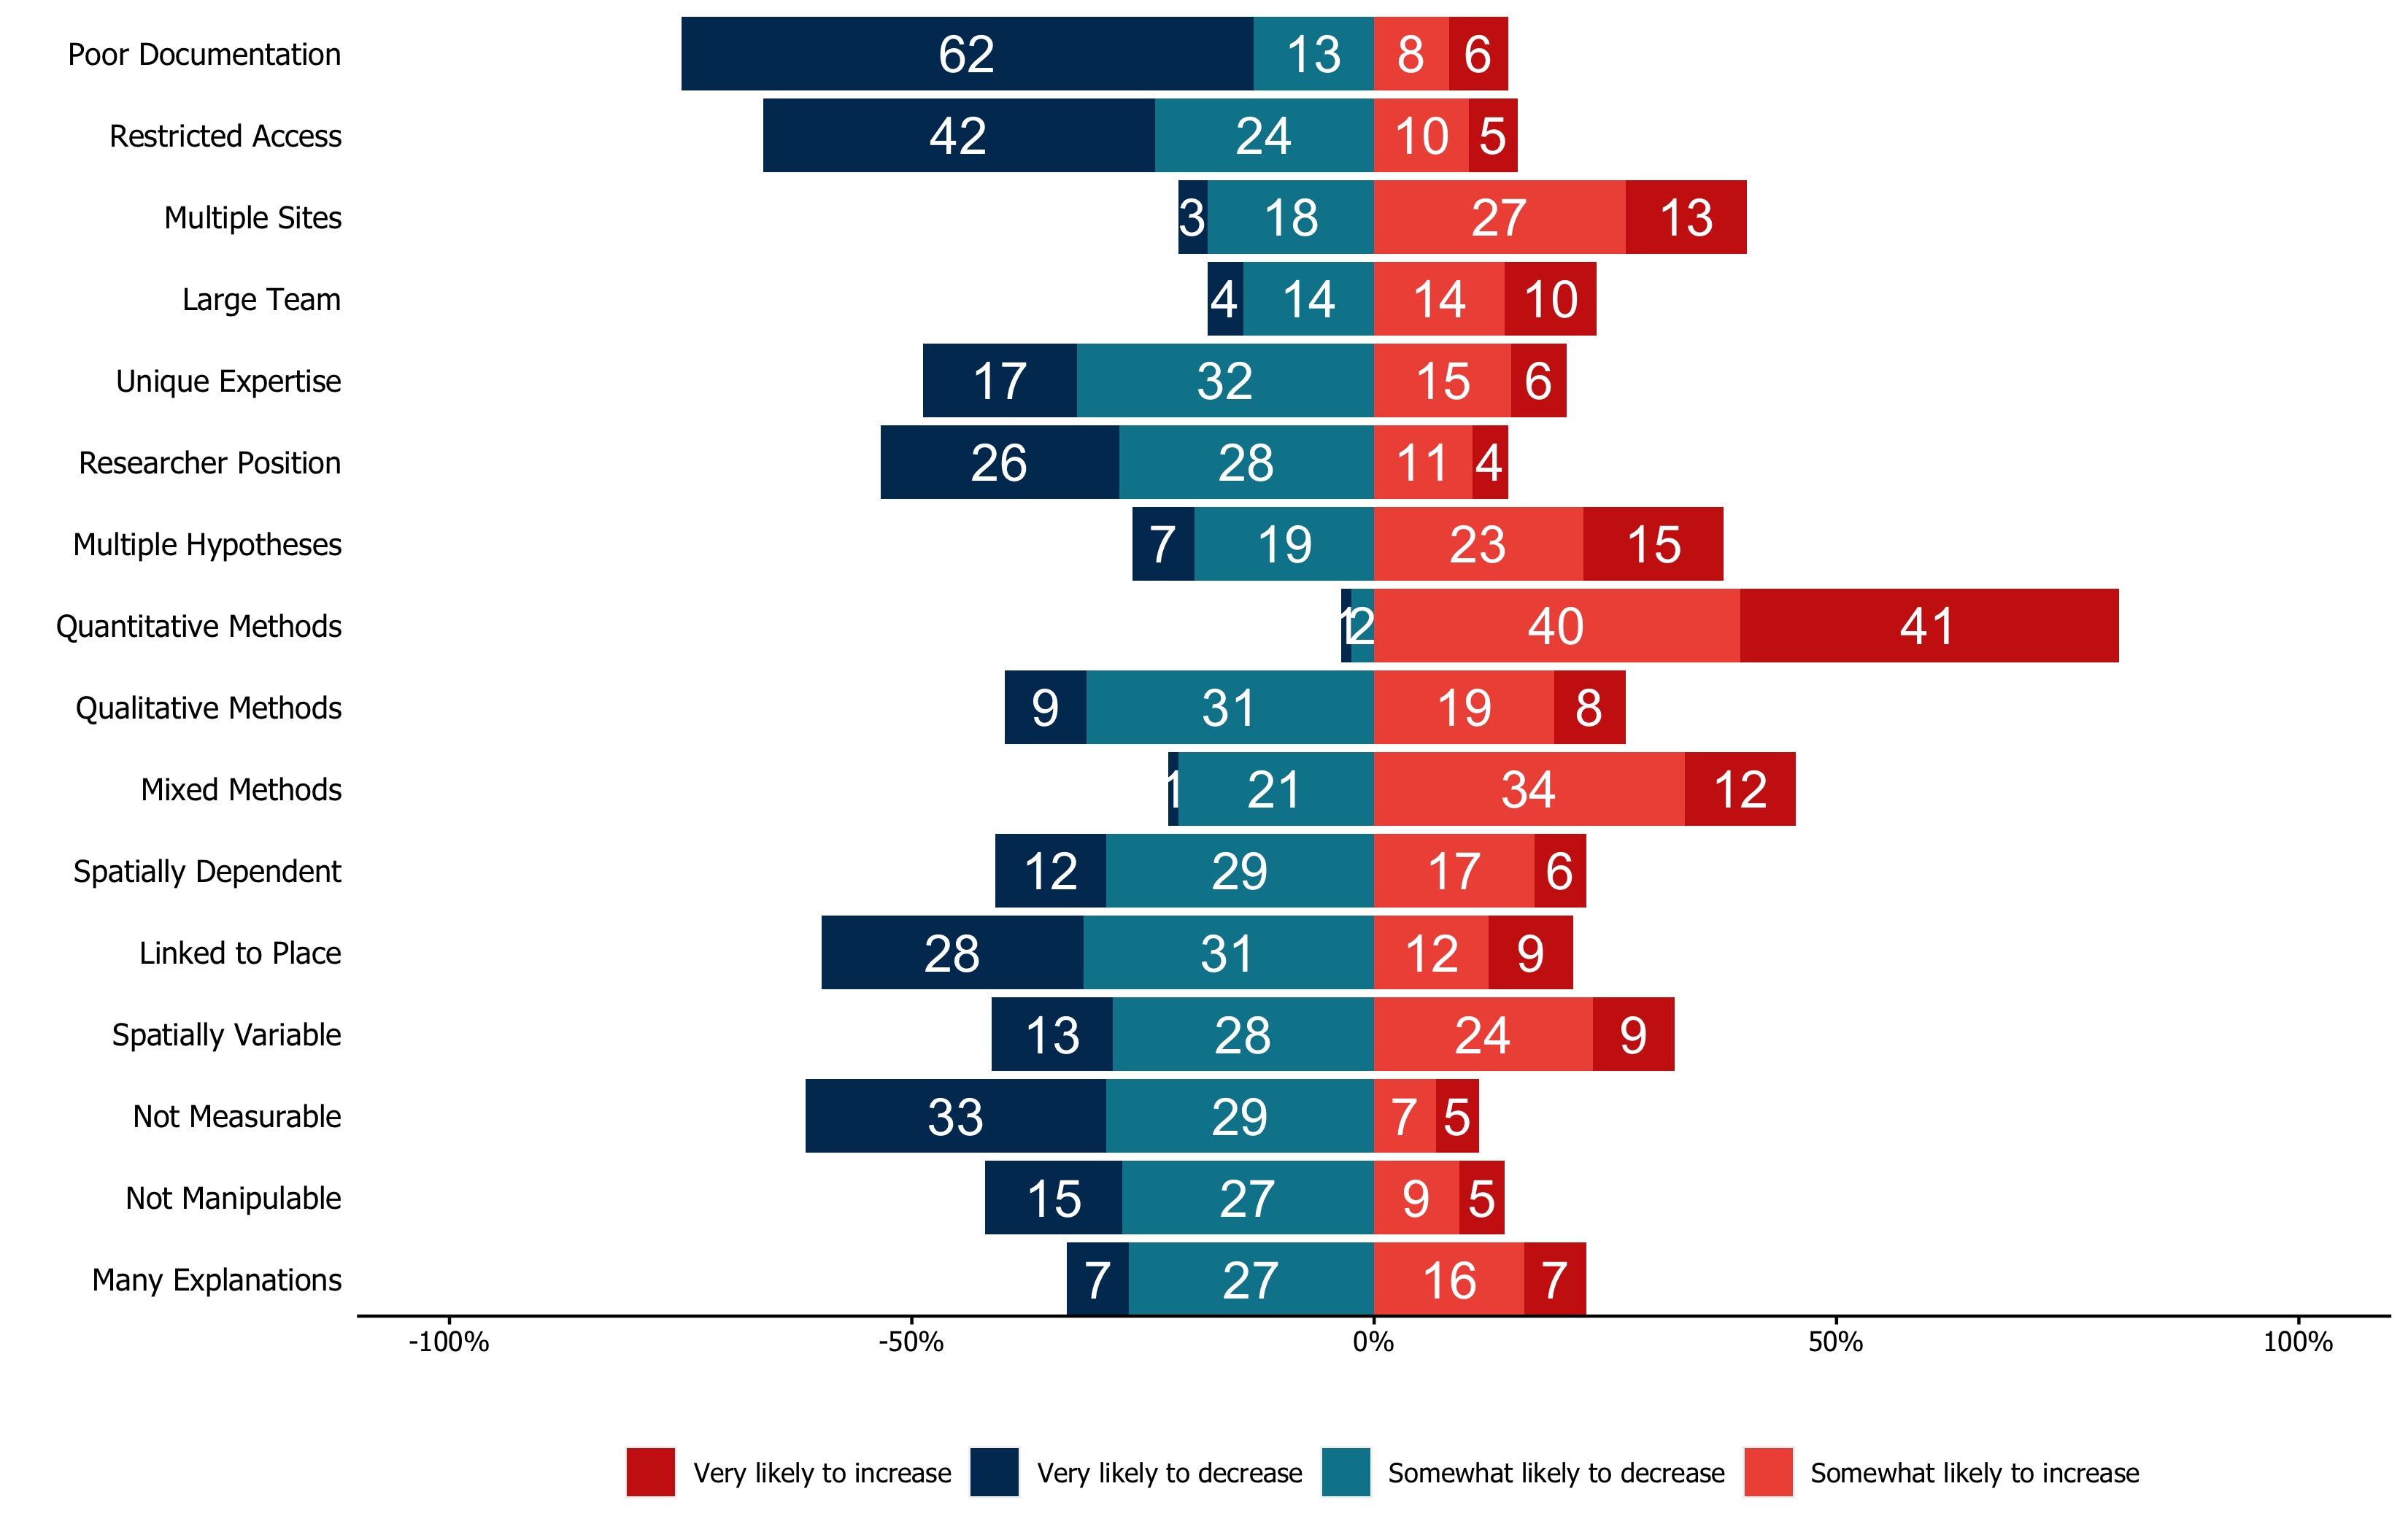 Poor Documentation 62 13 8 6
Restricted Access 42 24 10 5
Multiple Sites 3 18 27 13
Large Team 4 14 14 10
Unique Expertise 17 32 15 6
Researcher Position 26 28 11 4
Multiple Hypotheses 7 19 23 15
Quantitative Methods 1 2 40 41
Qualitative Methods 9 31 19 8
Mixed Methods 1 21 34 12
Spatially Dependent 12 29 17 6
Linked to Place 28 31 12 9
Spatially Variable 13 28 24 9
Not Measurable 33 29 7 5
Not Manipulable 15 27 9 5
Many Explanations 7 27 16 7
-100% -50% 0% 50% 100%
Very likely to increase Very likely to decrease Somewhat likely to decrease Somewhat likely to increase